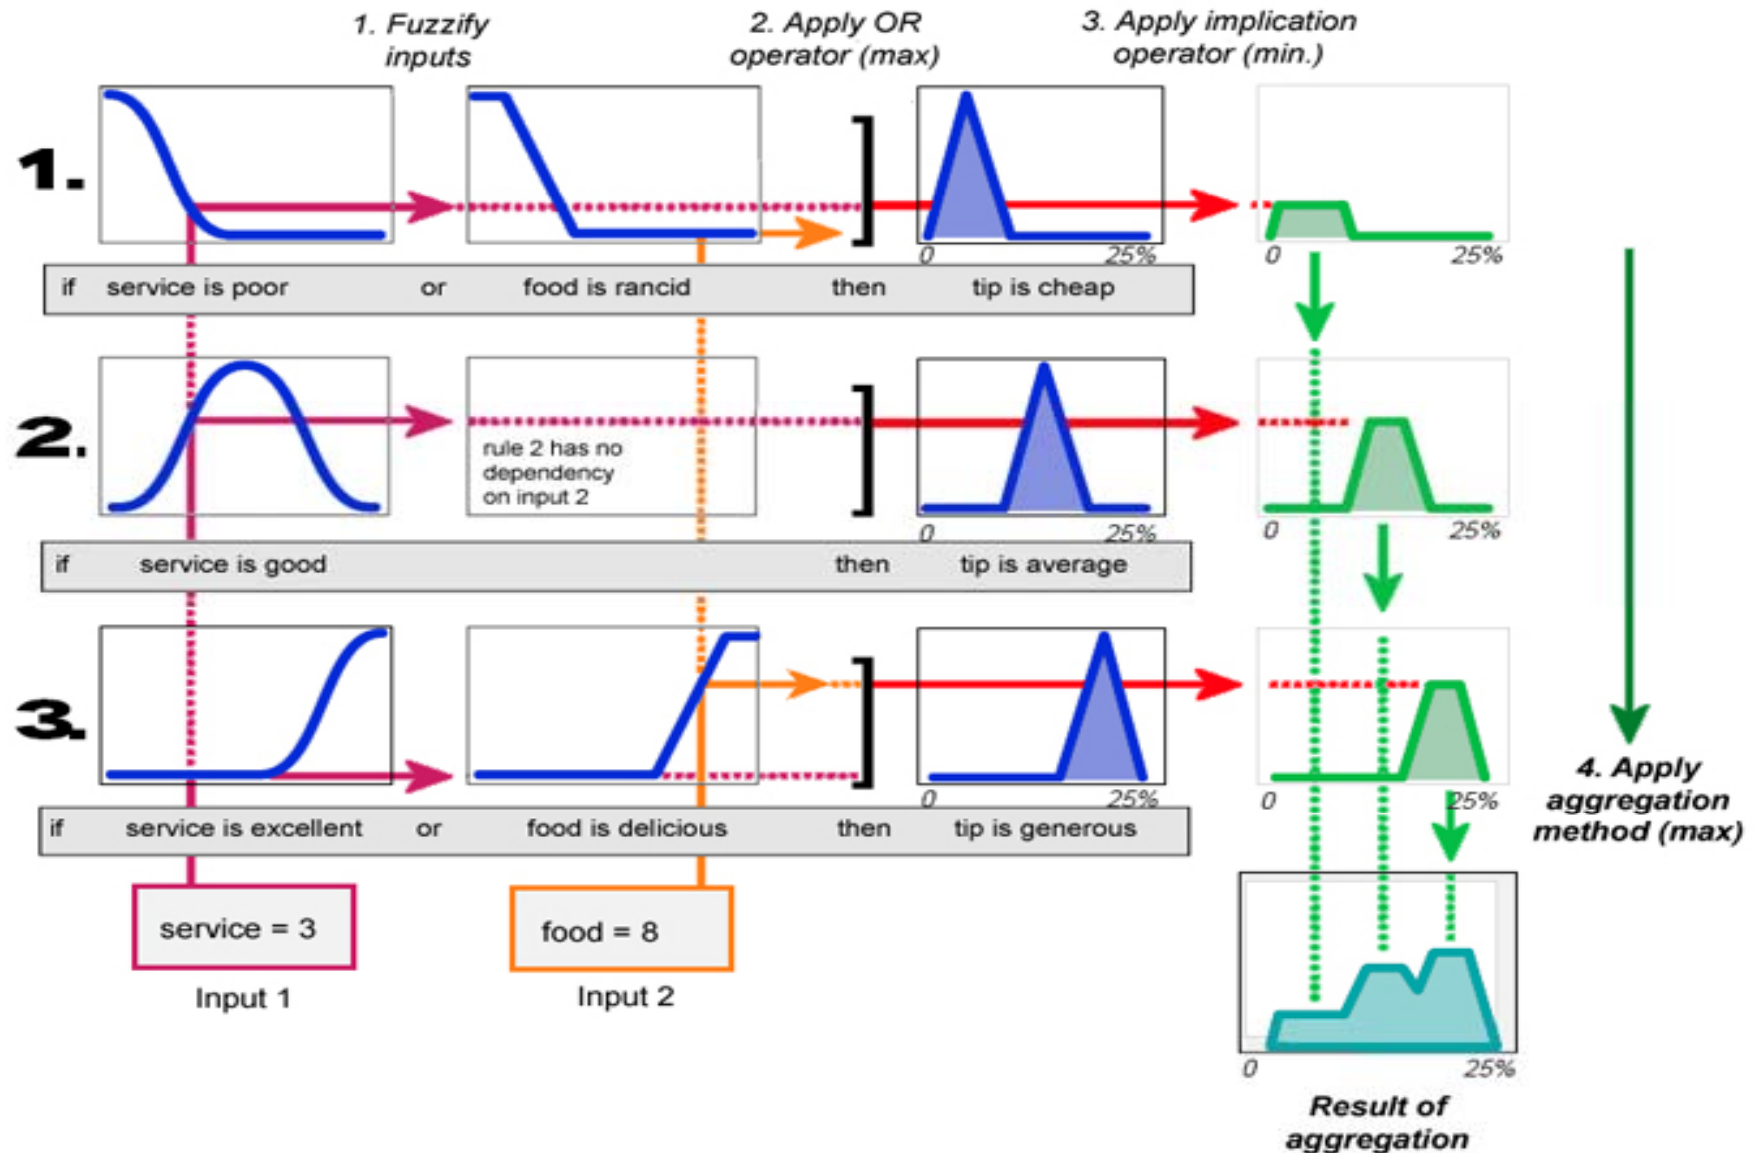 1. Fuzzify
inputs
2. Apply OR
operator (max)
3. Apply implication
operator (min.)
1.
0 25%
0 25%
if service is poor or food is rancid then tip is cheap
2.
rule 2 has no
dependency
on input 2
0 25%
0 25%
if service is good then tip is average
3.
0 25%
0 25%
if service is excellent or food is delicious then tip is generous
4. Apply
aggregation
method (max)
service = 3
food = 8
Input 1
Input 2
0 25%
Result of
aggregation